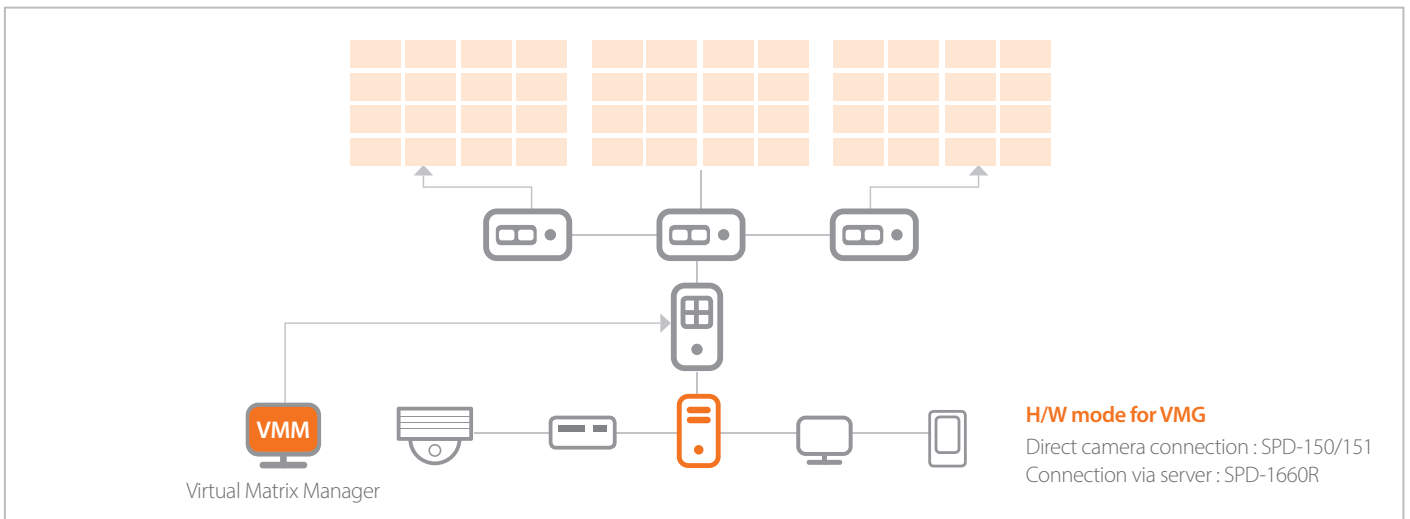 VMM
Virtual Matrix Manager
H/W mode for VMG
Direct camera connection : SPD-150/151
Connection via server : SPD-1660R